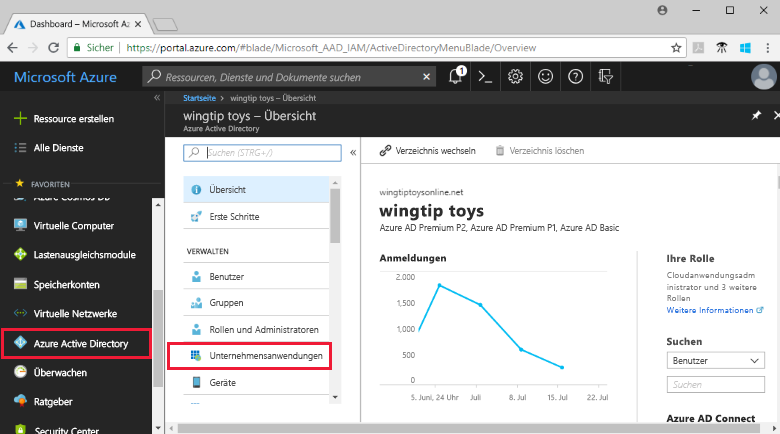 Dashboard – Microsoft Az
Sicher
https://portal.azure.com/#blade/Microsoft_AAD_IAM/ActiveDirectoryMenuBlade/Overview
Microsoft Azure
Ressourcen, Dienste und Dokumente suchen
1
Ressource erstellen
Alle Dienste
FAVORITEN
Azure Cosmos DB
Virtuelle Computer
Lastenausgleichsmodule
Speicherkonten
Virtuelle Netzwerke
Azure Active Directory
Überwachen
Ratgeber
Security Center
Startseite > wingtip toys – Übersicht
wingtip toys – Übersicht
Azure Active Directory
Suchen (STRG+/)
Übersicht
Erste Schritte
VERWALTEN
Benutzer
Gruppen
Rollen und Administratoren
Unternehmensanwendungen
Geräte
Verzeichnis wechseln
Verzeichnis löschen
wingtiptoysonline.net
wingtip toys
Azure AD Premium P2, Azure AD Premium P1, Azure AD Basic
Anmeldungen
2.000
1,500
1,000
500
0
5. Juni, 24 Uhr
Juli
8. Jul
15. Jul
22. Jul
Ihre Rolle
Cloudanwendungsadm
inistrator und 3 weitere
Rollen
Weitere Informationen
Suchen
Benutzer
Suchen
Azure AD Connect